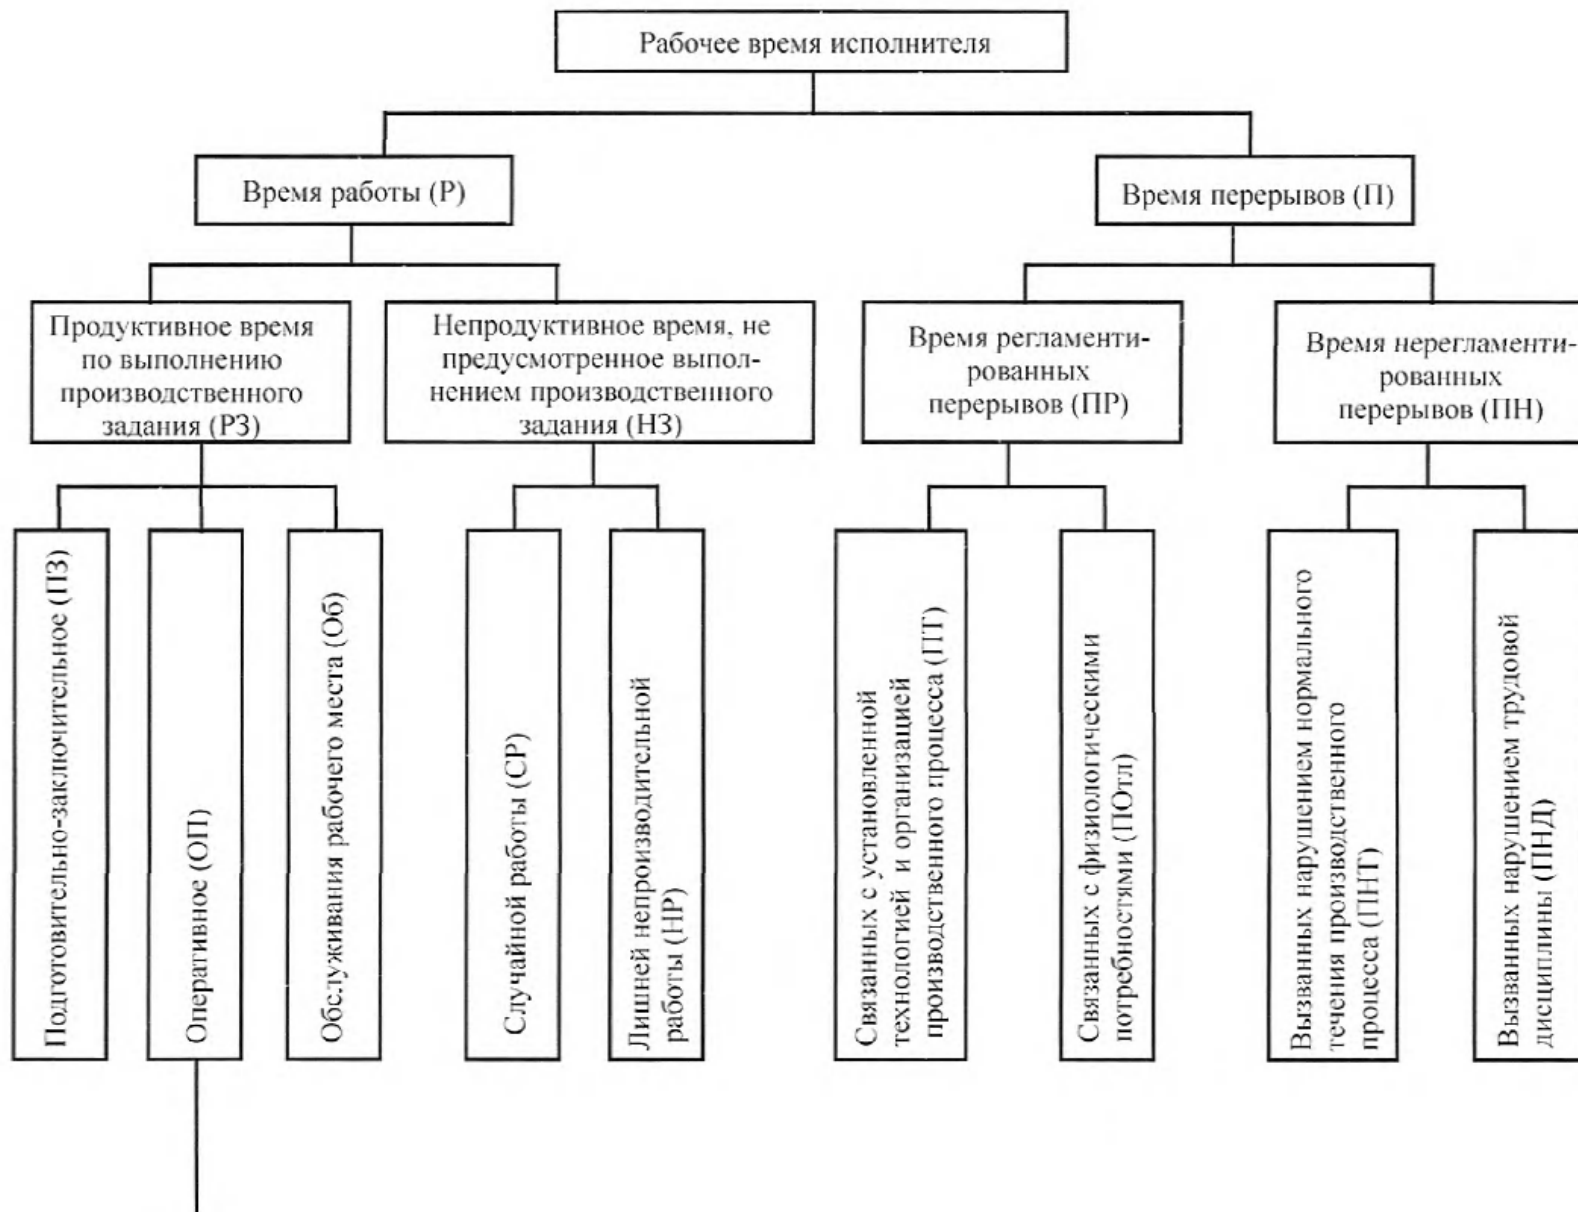 Рабочее время исполнителя
Время работы (Р)
Время перерывов (П)
Продуктивное время
по выполнению
производственного
задания (РЗ)
Непродуктивное время, не
предусмотренное выпол-
нением производственного
задания (НЗ)
Время регламенти-
рованных
перерывов (ПР)
Время нерегламенти-
рованных
перерывов (ПН)
Подготовительно-заключительное (ПЗ)
Оперативное (ОП)
Обслуживания рабочего места (Об)
Случайной работы (СР)
Лишней непроизводительной
работы (НР)
Связанных с установленной
технологией и организацией
производственного процесса (ПТ)
Связанных с физиологическими
потребностями (ПОтл)
Вызванных нарушением нормального
течения производственного
процесса (ПНТ)
Вызванных нарушением трудовой
дисциплины (ПНД)